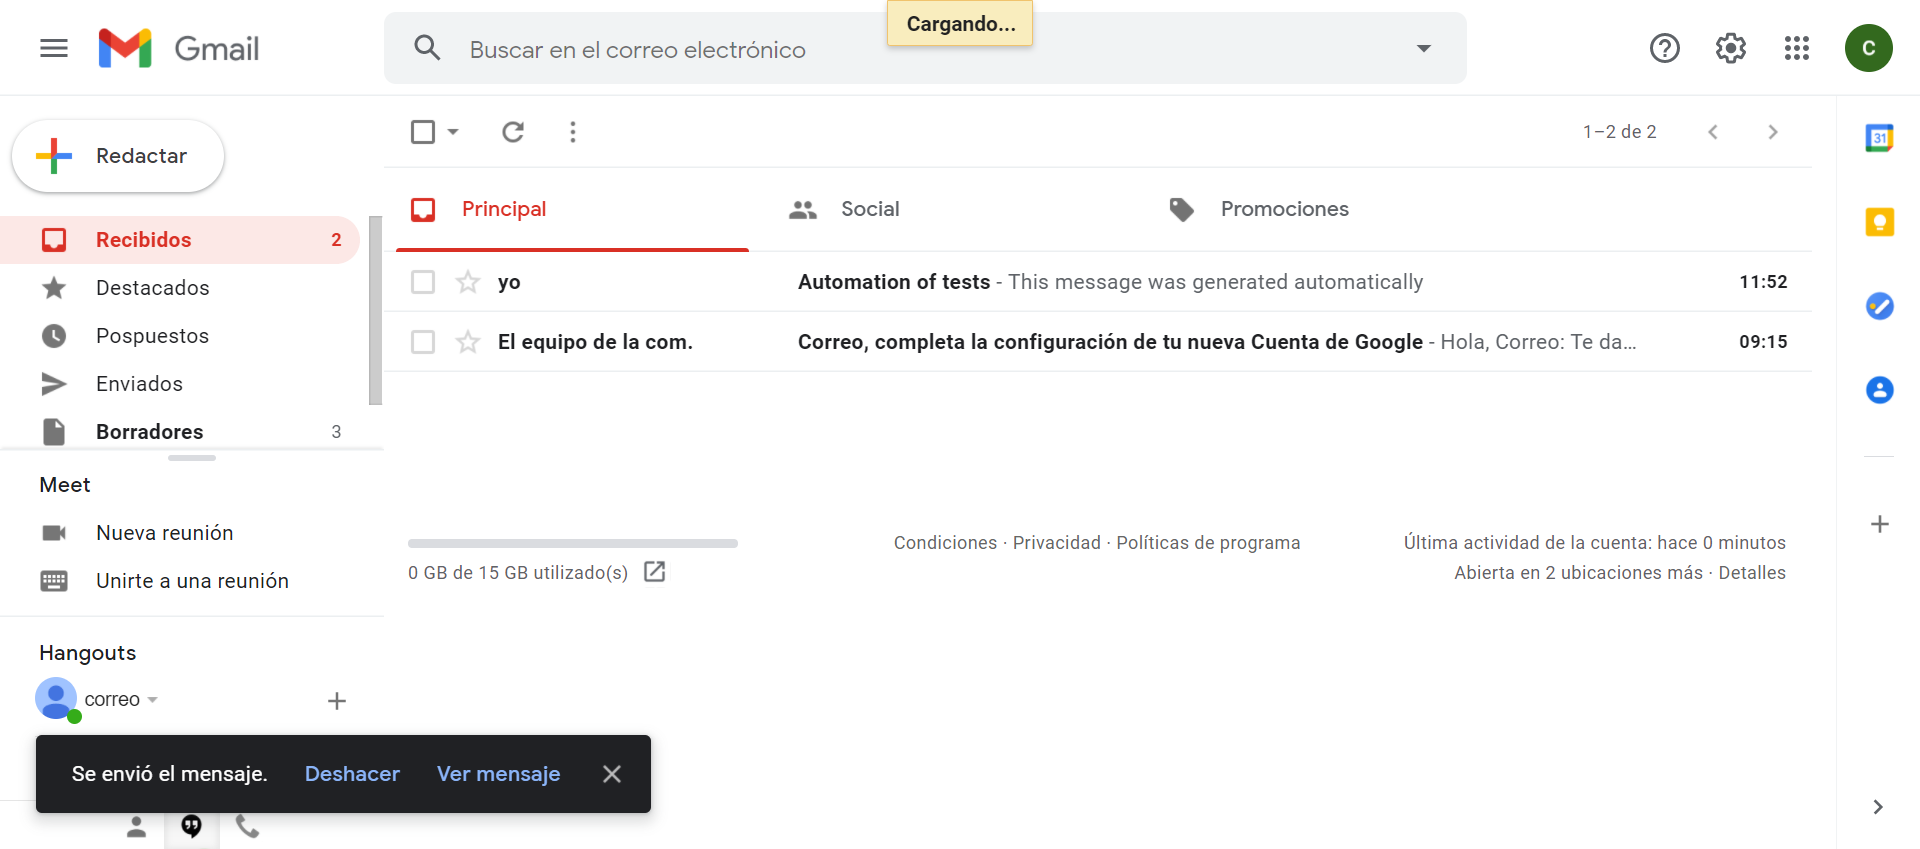 Cargando...
Gmail
Buscar en el correo electrónico
C
Redactar
1–2 de 2
31
Principal
Social
Promociones
Recibidos 2
Destacados
Pospuestos
Enviados
Borradores 3
yo Automation of tests - This message was generated automatically 11:52
El equipo de la com. Correo, completa la configuración de tu nueva Cuenta de Google - Hola, Correo: Te da... 09:15
Meet
Nueva reunión
Unirte a una reunión
0 GB de 15 GB utilizado(s)
Condiciones · Privacidad · Políticas de programa
Última actividad de la cuenta: hace 0 minutos
Abierta en 2 ubicaciones más · Detalles
Hangouts
correo
Se envió el mensaje. Deshacer Ver mensaje